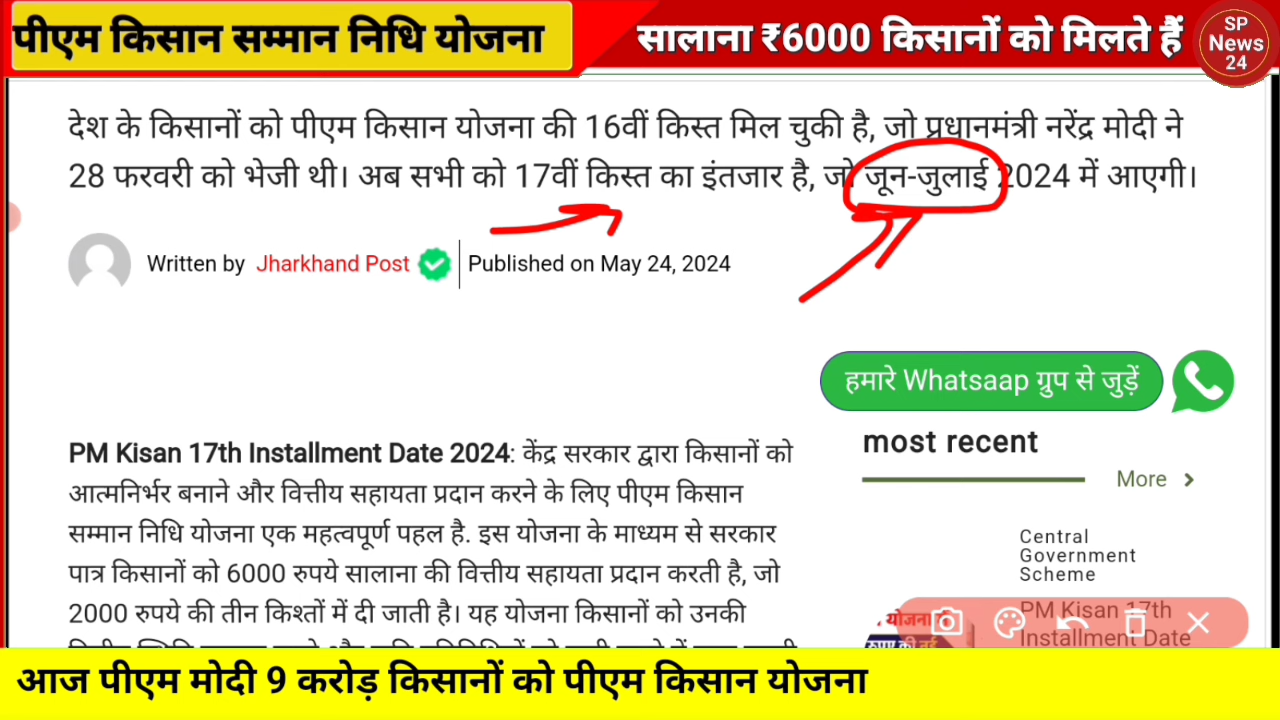 पीएम किसान सम्मान निधि योजना
सालाना ₹6000 किसानों को मिलते हैं
SP
News
24
देश के किसानों को पीएम किसान योजना की 16वीं किस्त मिल चुकी है, जो प्रधानमंत्री नरेंद्र मोदी ने
28 फरवरी को भेजी थी। अब सभी को 17वीं किस्त का इंतजार है, जो जून-जुलाई 2024 में आएगी।
Written by Jharkhand Post
Published on May 24, 2024
हमारे Whatsaap ग्रुप से जुड़ें
most recent
More
PM Kisan 17th Installment Date 2024: केंद्र सरकार द्वारा किसानों को
आत्मनिर्भर बनाने और वित्तीय सहायता प्रदान करने के लिए पीएम किसान
सम्मान निधि योजना एक महत्वपूर्ण पहल है. इस योजना के माध्यम से सरकार
पात्र किसानों को 6000 रुपये सालाना की वित्तीय सहायता प्रदान करती है, जो
2000 रुपये की तीन किश्तों में दी जाती है। यह योजना किसानों को उनकी
Central
Government
Scheme
PM Kisan 17th
Installment Date
योजना
आज पीएम मोदी 9 करोड़ किसानों को पीएम किसान योजना